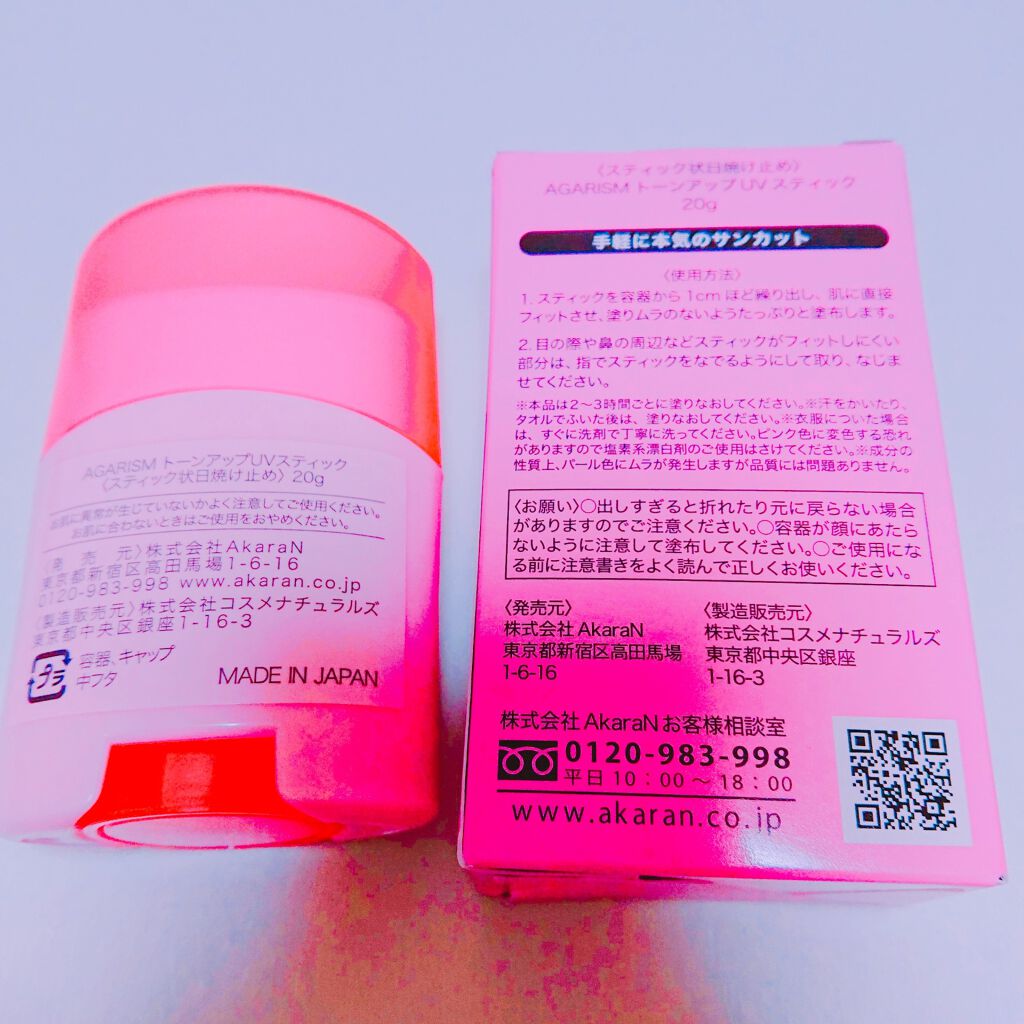 AGARISM トーンアップUVスティック
〈スティック状日焼け止め〉 20g
お肌に異常が生じていないかよく注意してご使用ください。
お肌に合わないときはご使用をおやめください。
〈発 売 元〉株式会社AkaraN
東京都新宿区高田馬場1-6-16
0120-983-998 www.akaran.co.jp
〈製造販売元〉株式会社コスメナチュラルズ
東京都中央区銀座1-16-3
プラ
容器、キャップ
中フタ
MADE IN JAPAN
〈スティック状日焼け止め〉
AGARISM トーンアップUVスティック
20g
手軽に本気のサンカット
〈使用方法〉
1. スティックを容器から1cmほど繰り出し、肌に直接
フィットさせ、塗りムラのないようたっぷりと塗布します。
2. 目の際や鼻の周辺などスティックがフィットしにくい
部分は、指でスティックをなでるようにして取り、なじま
せてください。
※本品は2〜3時間ごとに塗りなおしてください。※汗をかいたり、
タオルでふいた後は、塗りなおしてください。※衣服についた場合
は、すぐに洗剤で丁寧に洗ってください。ピンク色に変色する恐れ
がありますので塩素系漂白剤のご使用はさけてください。※成分の
性質上、パール色にムラが発生しますが品質には問題ありません。
〈お願い〉○出しすぎると折れたり元に戻らない場合
がありますのでご注意ください。○容器が顔にあたら
ないように注意して塗布してください。○ご使用にな
る前に注意書きをよく読んで正しくお使いください。
〈発売元〉
株式会社AkaraN
東京都新宿区高田馬場
1-6-16
〈製造販売元〉
株式会社コスメナチュラルズ
東京都中央区銀座
1-16-3
株式会社AkaraNお客様相談室
0120-983-998
平日10：00〜18：00
www.akaran.co.jp